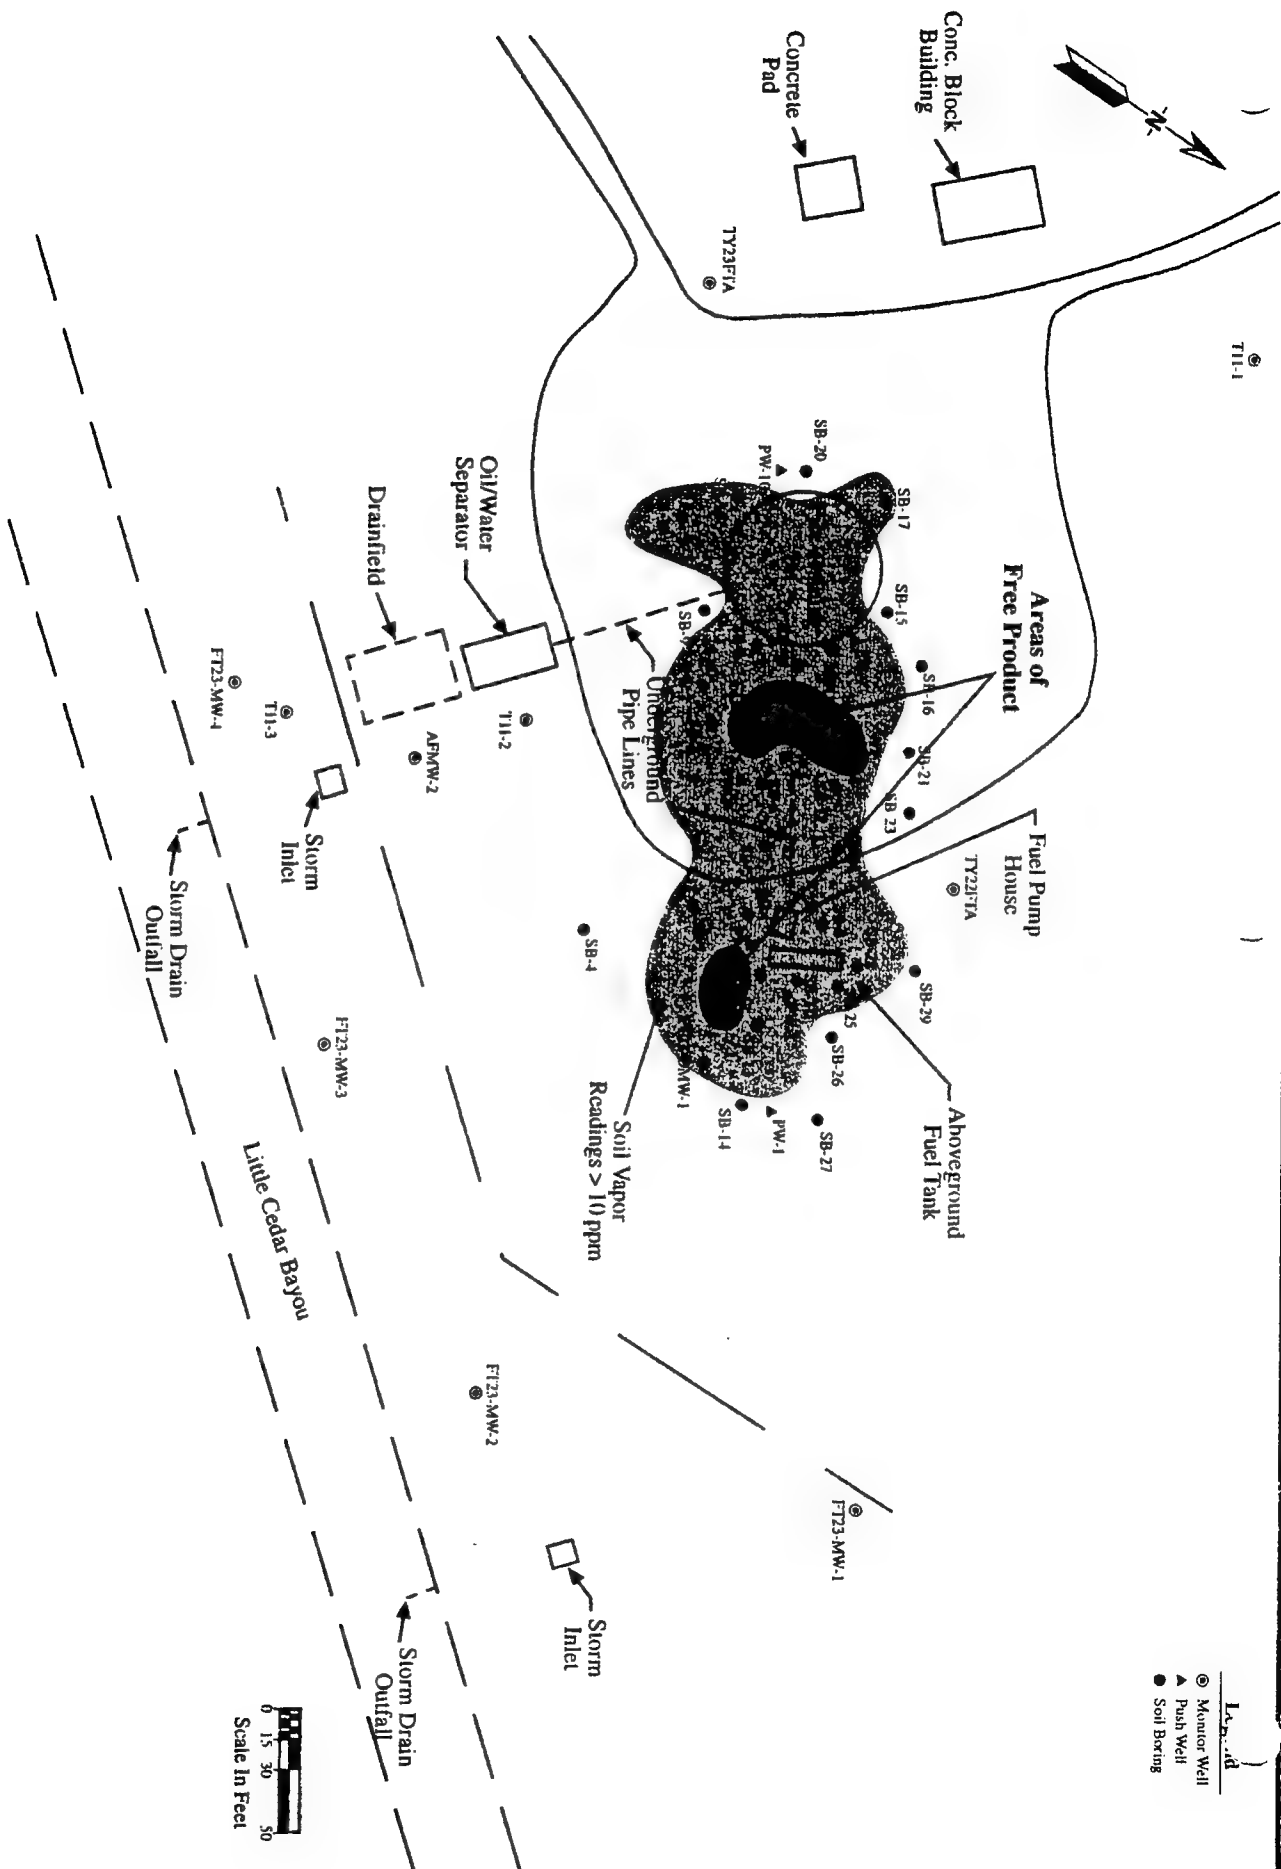 Conc. Block
Building
Concrete
Pad
N
TY23FTA
T11-1
SB-20
PW-10
SB-17
SB-15
SB-9
SB-16
SB-21
SB 23
Areas of
Free Product
Fuel Pump
House
TY22FTA
SB-29
25
SB-26
SB-27
PW-1
SB-14
MW-1
Aboveground
Fuel Tank
Soil Vapor
Readings > 10 ppm
SB-4
Underground
Pipe Lines
Oil/Water
Separator
Drainfield
T11-2
AFMW-2
T11-3
FT23-MW-4
Storm
Inlet
Storm Drain
Outfall
FT23-MW-3
Little Cedar Bayou
FT23-MW-2
FT23-MW-1
Storm
Inlet
Storm Drain
Outfall
Monitor Well
Push Well
Soil Boring
0 15 30 50
Scale In Feet